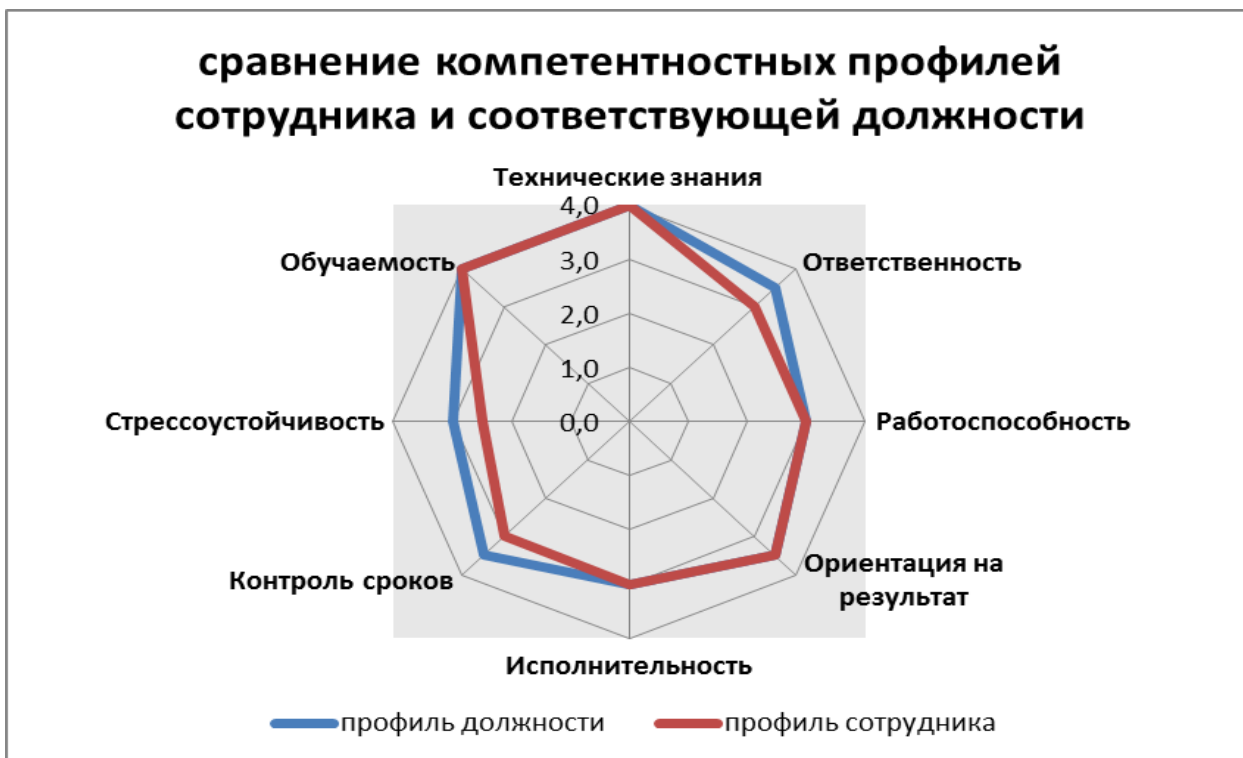 сравнение компетентностных профилей
сотрудника и соответствующей должности
Технические знания
4,0
3,0
2,0
1,0
0,0
Обучаемость
Ответственность
Стрессоустойчивость
Работоспособность
Контроль сроков
Ориентация на
результат
Исполнительность
профиль должности
профиль сотрудника